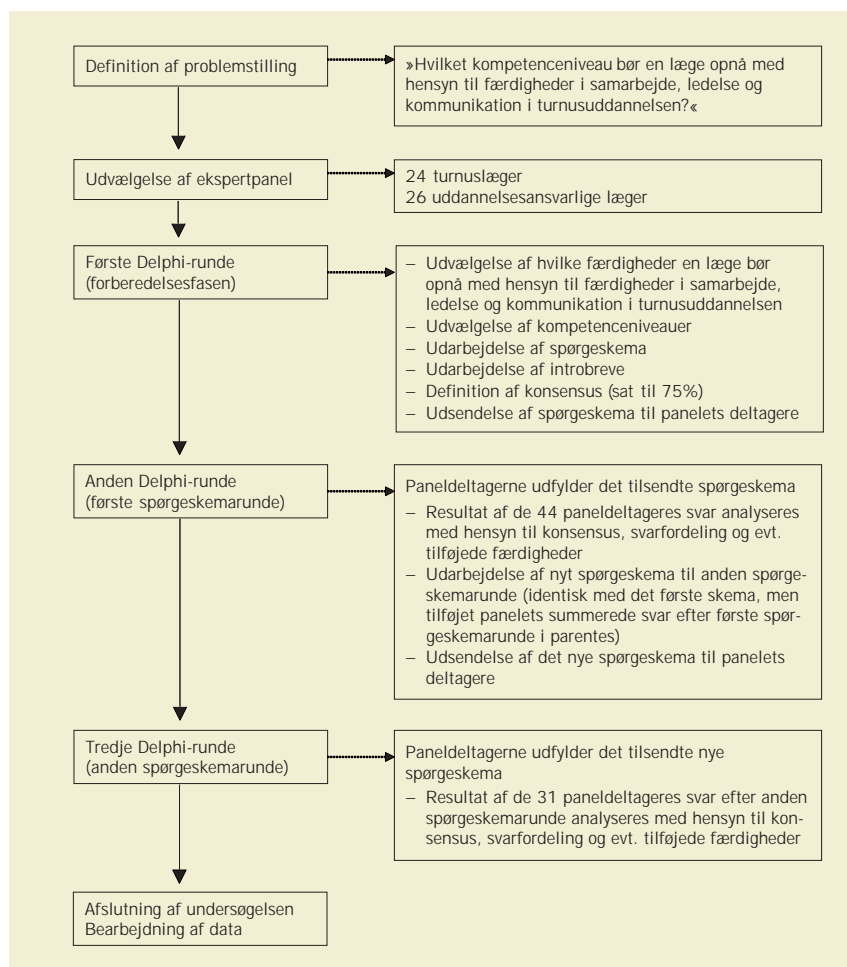 Definition af problemstilling
»Hvilket kompetenceniveau bør en læge opnå med
hensyn til færdigheder i samarbejde, ledelse og
kommunikation i turnusuddannelsen?«
Udvælgelse af ekspertpanel
24 turnuslæger
26 uddannelsesansvarlige læger
Første Delphi-runde
(forberedelsesfasen)
– Udvælgelse af hvilke færdigheder en læge bør
opnå med hensyn til færdigheder i samarbejde,
ledelse og kommunikation i turnusuddannelsen
– Udvælgelse af kompetenceniveauer
– Udarbejdelse af spørgeskema
– Udarbejdelse af introbreve
– Definition af konsensus (sat til 75%)
– Udsendelse af spørgeskema til panelets deltagere
Anden Delphi-runde
(første spørgeskemarunde)
Paneldeltagerne udfylder det tilsendte spørgeskema
– Resultat af de 44 paneldeltageres svar analyseres
med hensyn til konsensus, svarfordeling og evt.
tilføjede færdigheder
– Udarbejdelse af nyt spørgeskema til anden spørge-
skemarunde (identisk med det første skema, men
tilføjet panelets summerede svar efter første spør-
geskemarunde i parentes)
– Udsendelse af det nye spørgeskema til panelets
deltagere
Tredje Delphi-runde
(anden spørgeskemarunde)
Paneldeltagerne udfylder det tilsendte nye
spørgeskema
– Resultat af de 31 paneldeltageres svar efter anden
spørgeskemarunde analyseres med hensyn til kon-
sensus, svarfordeling og evt. tilføjede færdigheder
Afslutning af undersøgelsen
Bearbejdning af data